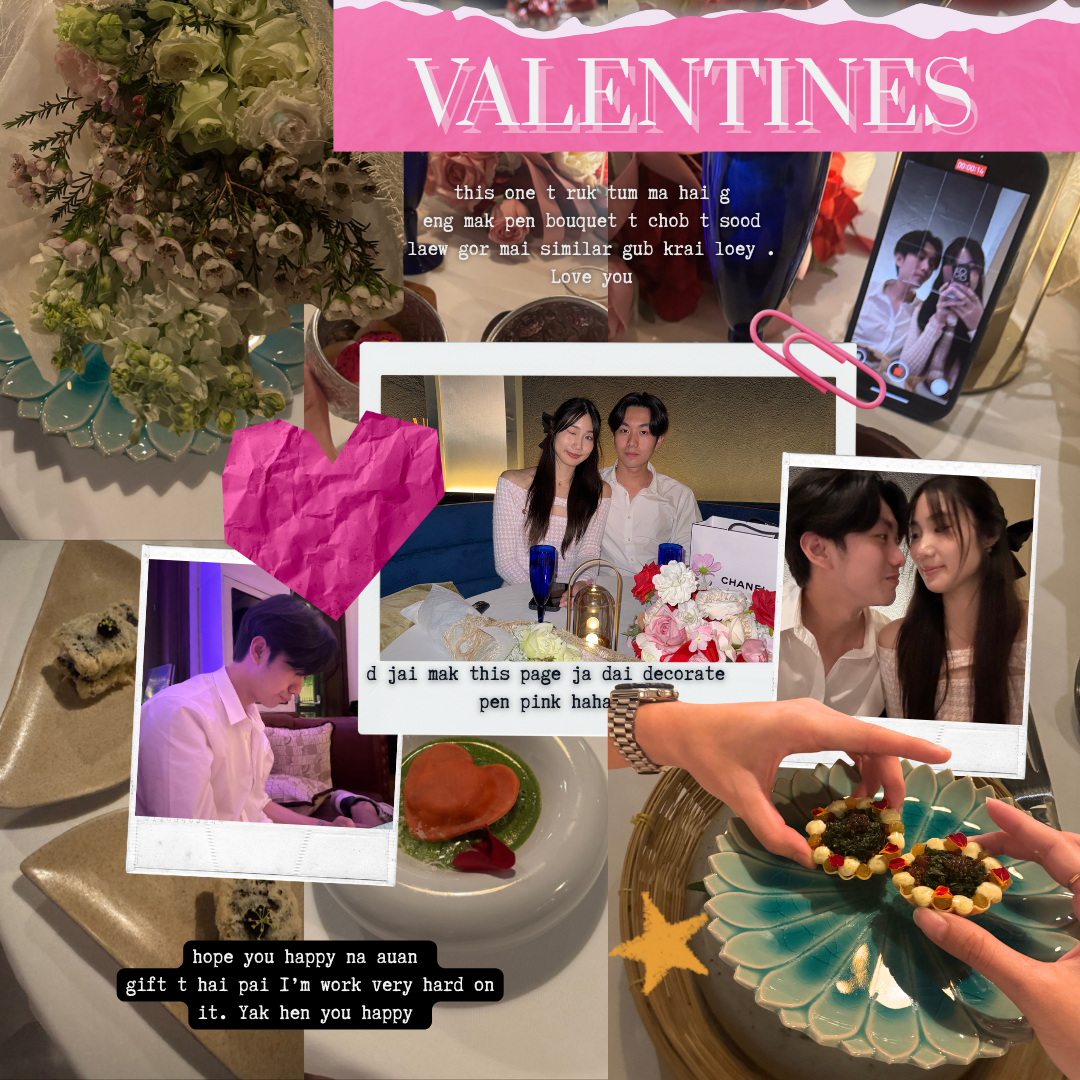 VALENTINES
00:00:14
this one t ruk tum ma hai g
eng mak pen bouquet t chob t sood
laew gor mai similar gub krai loey .
Love you
CHANEL
d jai mak this page ja dai decorate
pen pink haha
hope you happy na auan
gift t hai pai I'm work very hard on
it. Yak hen you happy